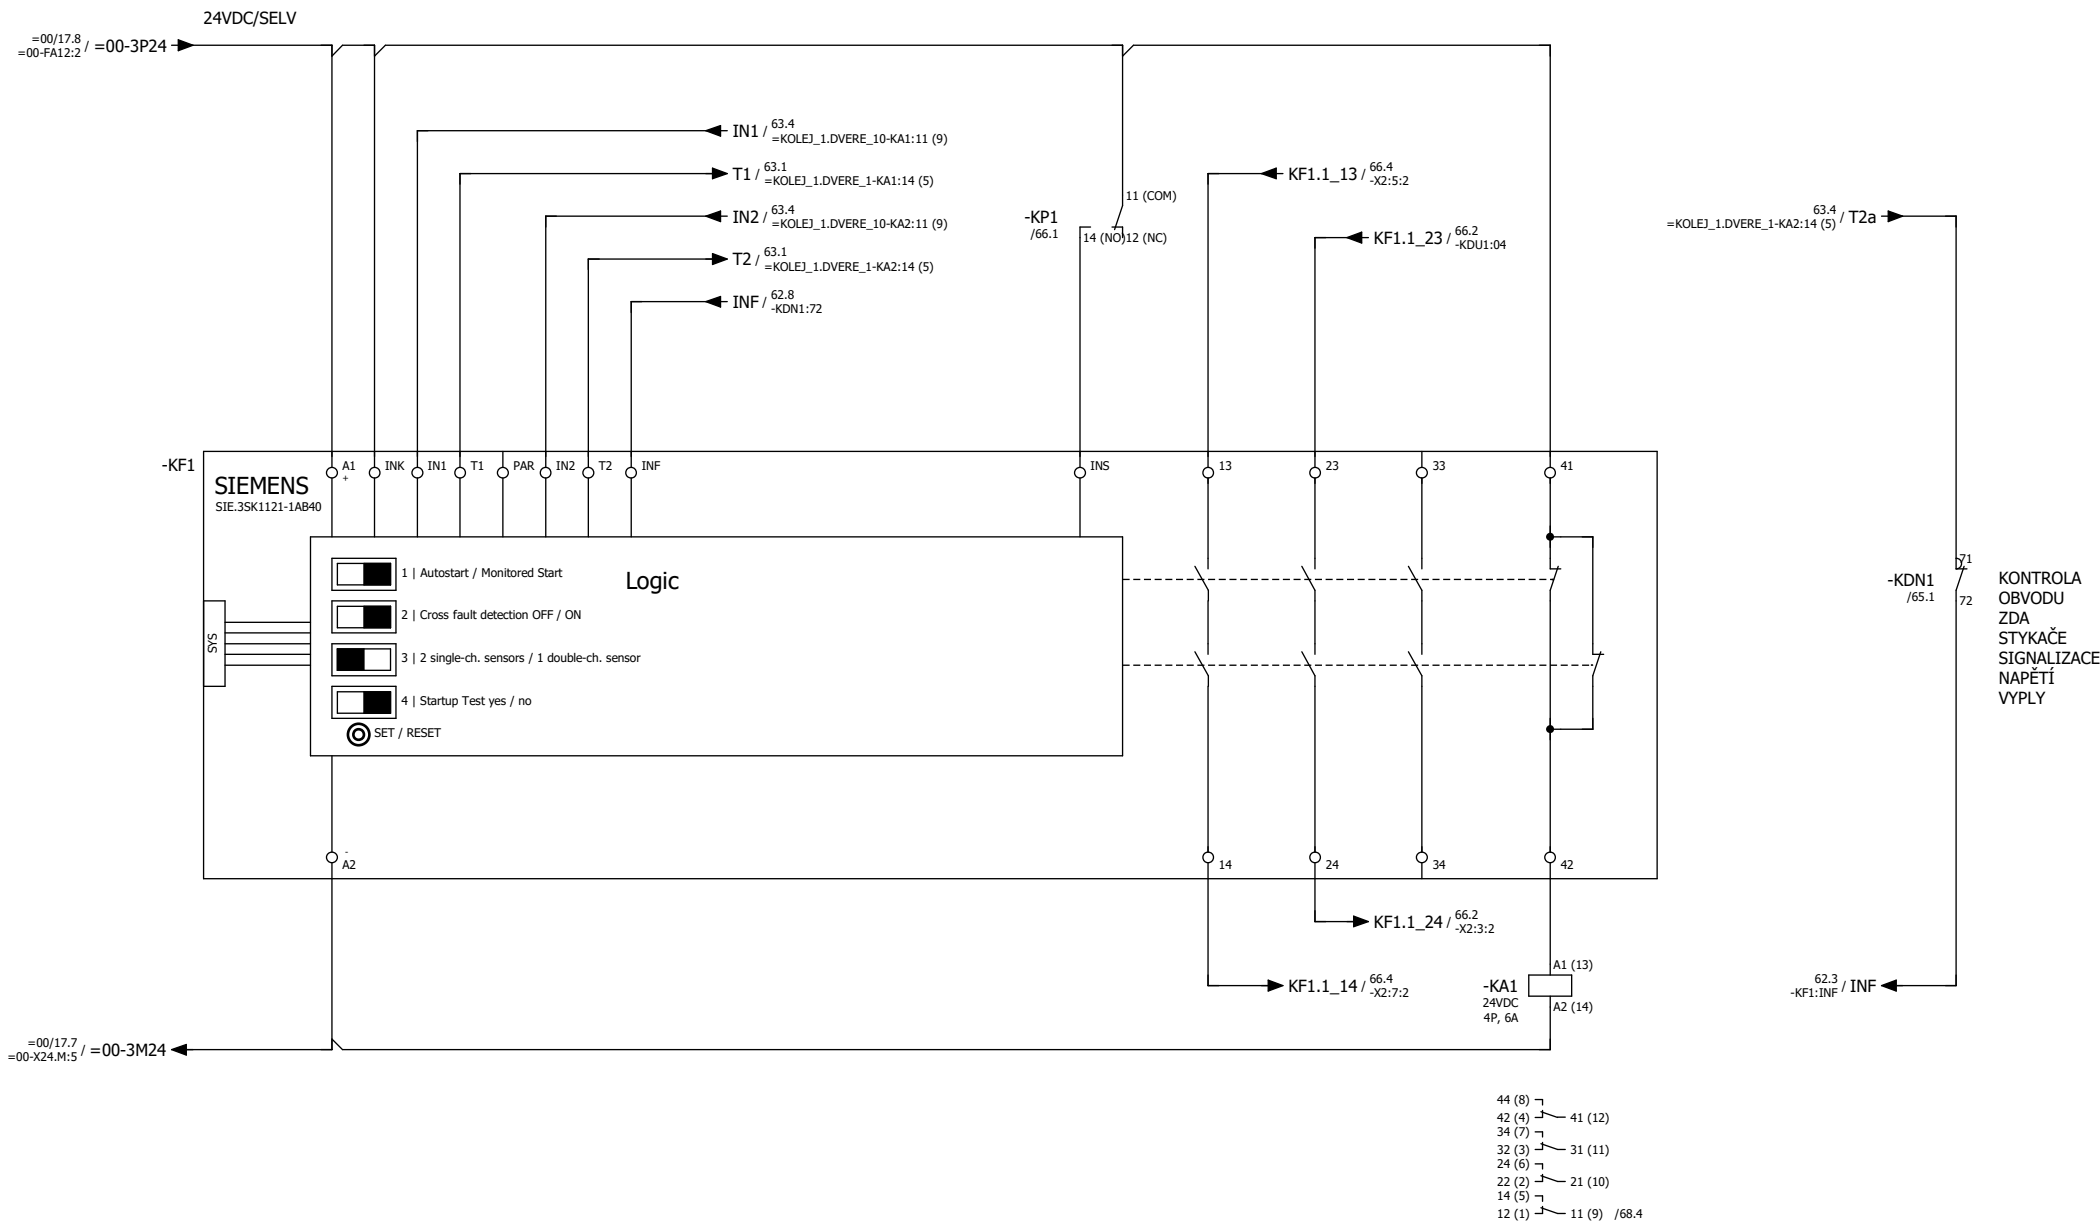 24VDC/SELV
=00/17.8
=00-FA12:2 / =00-3P24
IN1 / 63.4
=KOLEJ_1.DVERE_10-KA1:11 (9)
T1 / 63.1
=KOLEJ_1.DVERE_1-KA1:14 (5)
IN2 / 63.4
=KOLEJ_1.DVERE_10-KA2:11 (9)
T2 / 63.1
=KOLEJ_1.DVERE_1-KA2:14 (5)
INF / 62.8
-KDN1:72
-KP1
/66.1
11 (COM)
14 (NO)
12 (NC)
KF1.1_13 / 66.4
-X2:5:2
KF1.1_23 / 66.2
-KDU1:04
63.4
=KOLEJ_1.DVERE_1-KA2:14 (5) / T2a
-KF1
SIEMENS
SIE.3SK1121-1AB40
A1
+
INK
IN1
T1
PAR
IN2
T2
INF
INS
13
23
33
41
SYS
Logic
1 | Autostart / Monitored Start
2 | Cross fault detection OFF / ON
3 | 2 single-ch. sensors / 1 double-ch. sensor
4 | Startup Test yes / no
SET / RESET
-KDN1
/65.1
71
72
KONTROLA
OBVODU
ZDA
STYKAČE
SIGNALIZACE
NAPĚTÍ
VYPLY
-
A2
14
24
34
42
KF1.1_24 / 66.2
-X2:3:2
KF1.1_14 / 66.4
-X2:7:2
-KA1
24VDC
4P, 6A
A1 (13)
A2 (14)
62.3
-KF1:INF / INF
=00/17.7
=00-X24.M:5 / =00-3M24
44 (8)
42 (4) 41 (12)
34 (7)
32 (3) 31 (11)
24 (6)
22 (2) 21 (10)
14 (5)
12 (1) 11 (9) /68.4